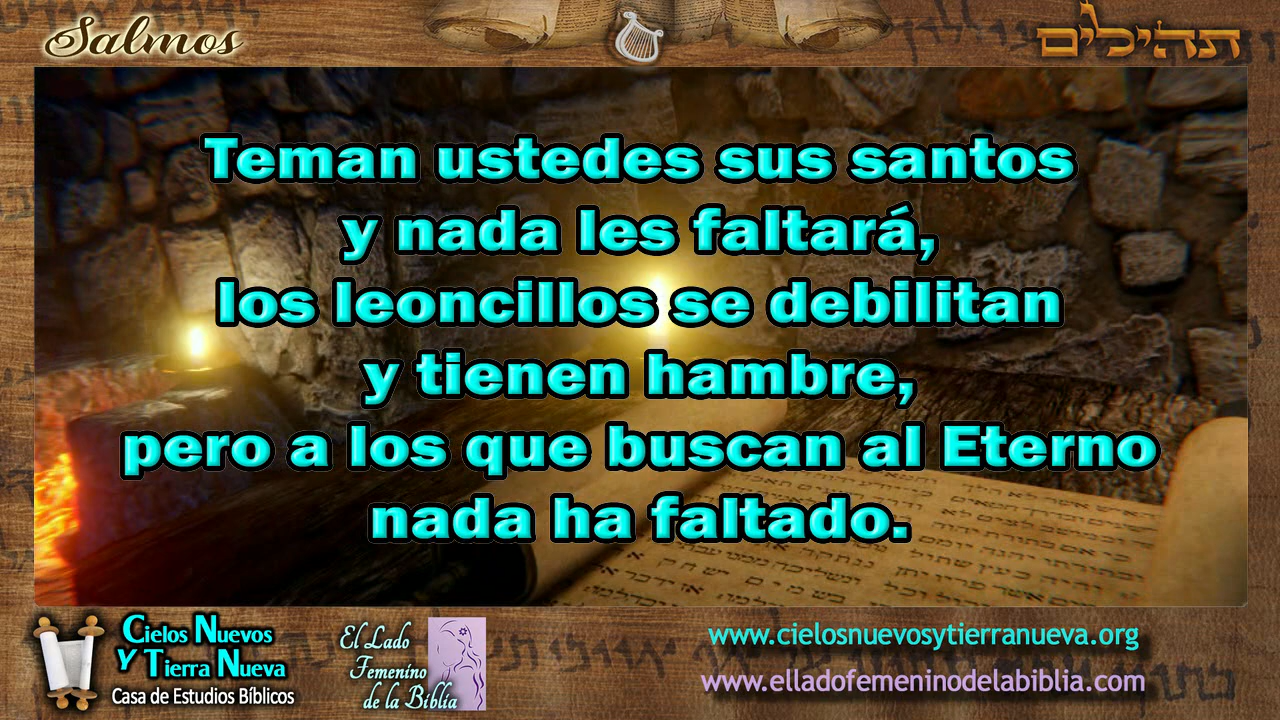 Salmos
תהילים
Teman ustedes sus santos
y nada les faltará,
los leoncillos se debilitan
y tienen hambre,
pero a los que buscan al Eterno
nada ha faltado.
Cielos Nuevos
Y Tierra Nueva
Casa de Estudios Bíblicos
El Lado
Femenino
de la Biblia
www.cielosnuevosytierranueva.org
www.elladofemeninodelabiblia.com